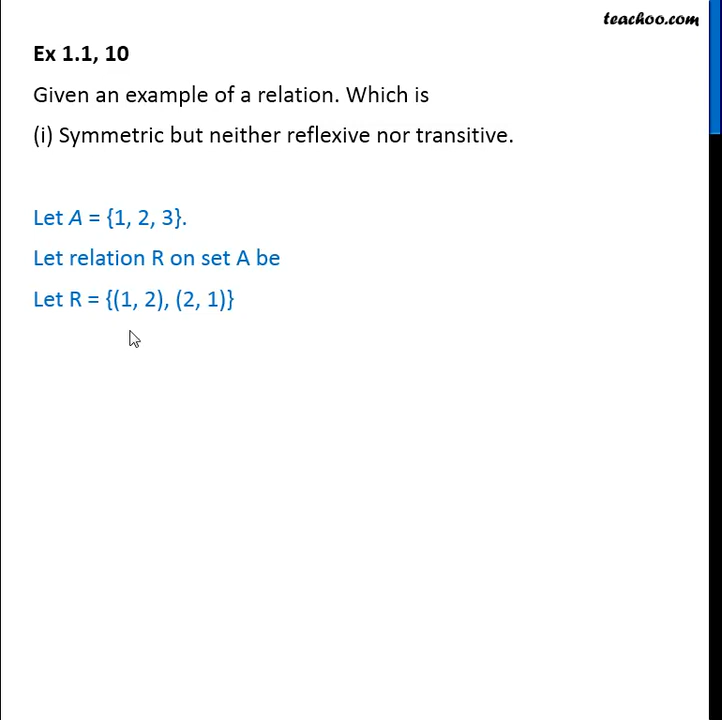 teachoo.com
Ex 1.1, 10
Given an example of a relation. Which is
(i) Symmetric but neither reflexive nor transitive.
Let A = {1, 2, 3}.
Let relation R on set A be
Let R = {(1, 2), (2, 1)}